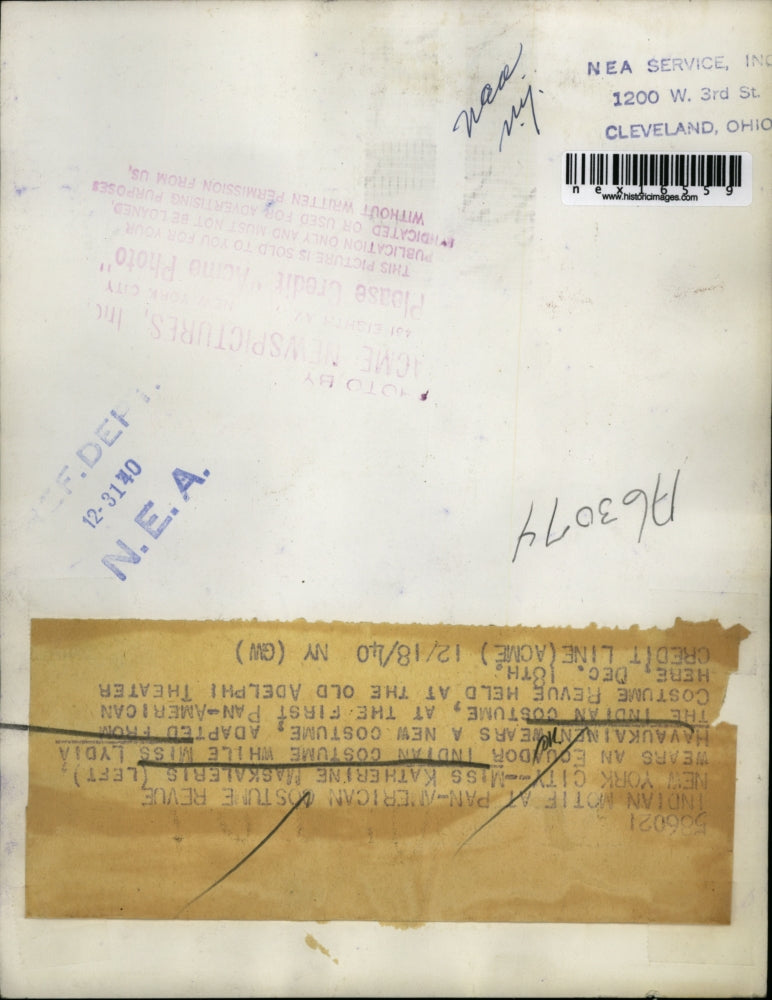 nea.
n.y.
NEA SERVICE, INC
1200 W. 3rd St.
CLEVELAND, OHIO
nex16559
www.historicimages.com
PHOTO BY
ACME NEWSPICTURES, Inc
461 EIGHTH AV. NEW YORK CITY
Please Credit "Acme Photo"
THIS PICTURE IS SOLD TO YOU FOR YOUR
PUBLICATION ONLY AND MUST NOT BE LOANED,
SYNDICATED OR USED FOR ADVERTISING PURPOSES
WITHOUT WRITTEN PERMISSION FROM US.
REF. DEPT.
12-31-40
N.E.A.
A63074
586021
INDIAN MOTIF AT PAN-AMERICAN COSTUME REVUE
NEW YORK CITY--MISS KATHERINE MASKALERIS (LEFT)
WEARS AN EQUADOR INDIAN COSTUME WHILE MISS LYDIA
HAVAUKAINEN WEARS A NEW COSTUME, ADAPTED FROM
THE INDIAN COSTUME, AT THE FIRST PAN-AMERICAN
COSTUME REVUE HELD AT THE OLD ADELPHI THEATER
HERE, DEC. 18TH.
CREDIT LINE (ACME) 12/18/40 NY (GW)